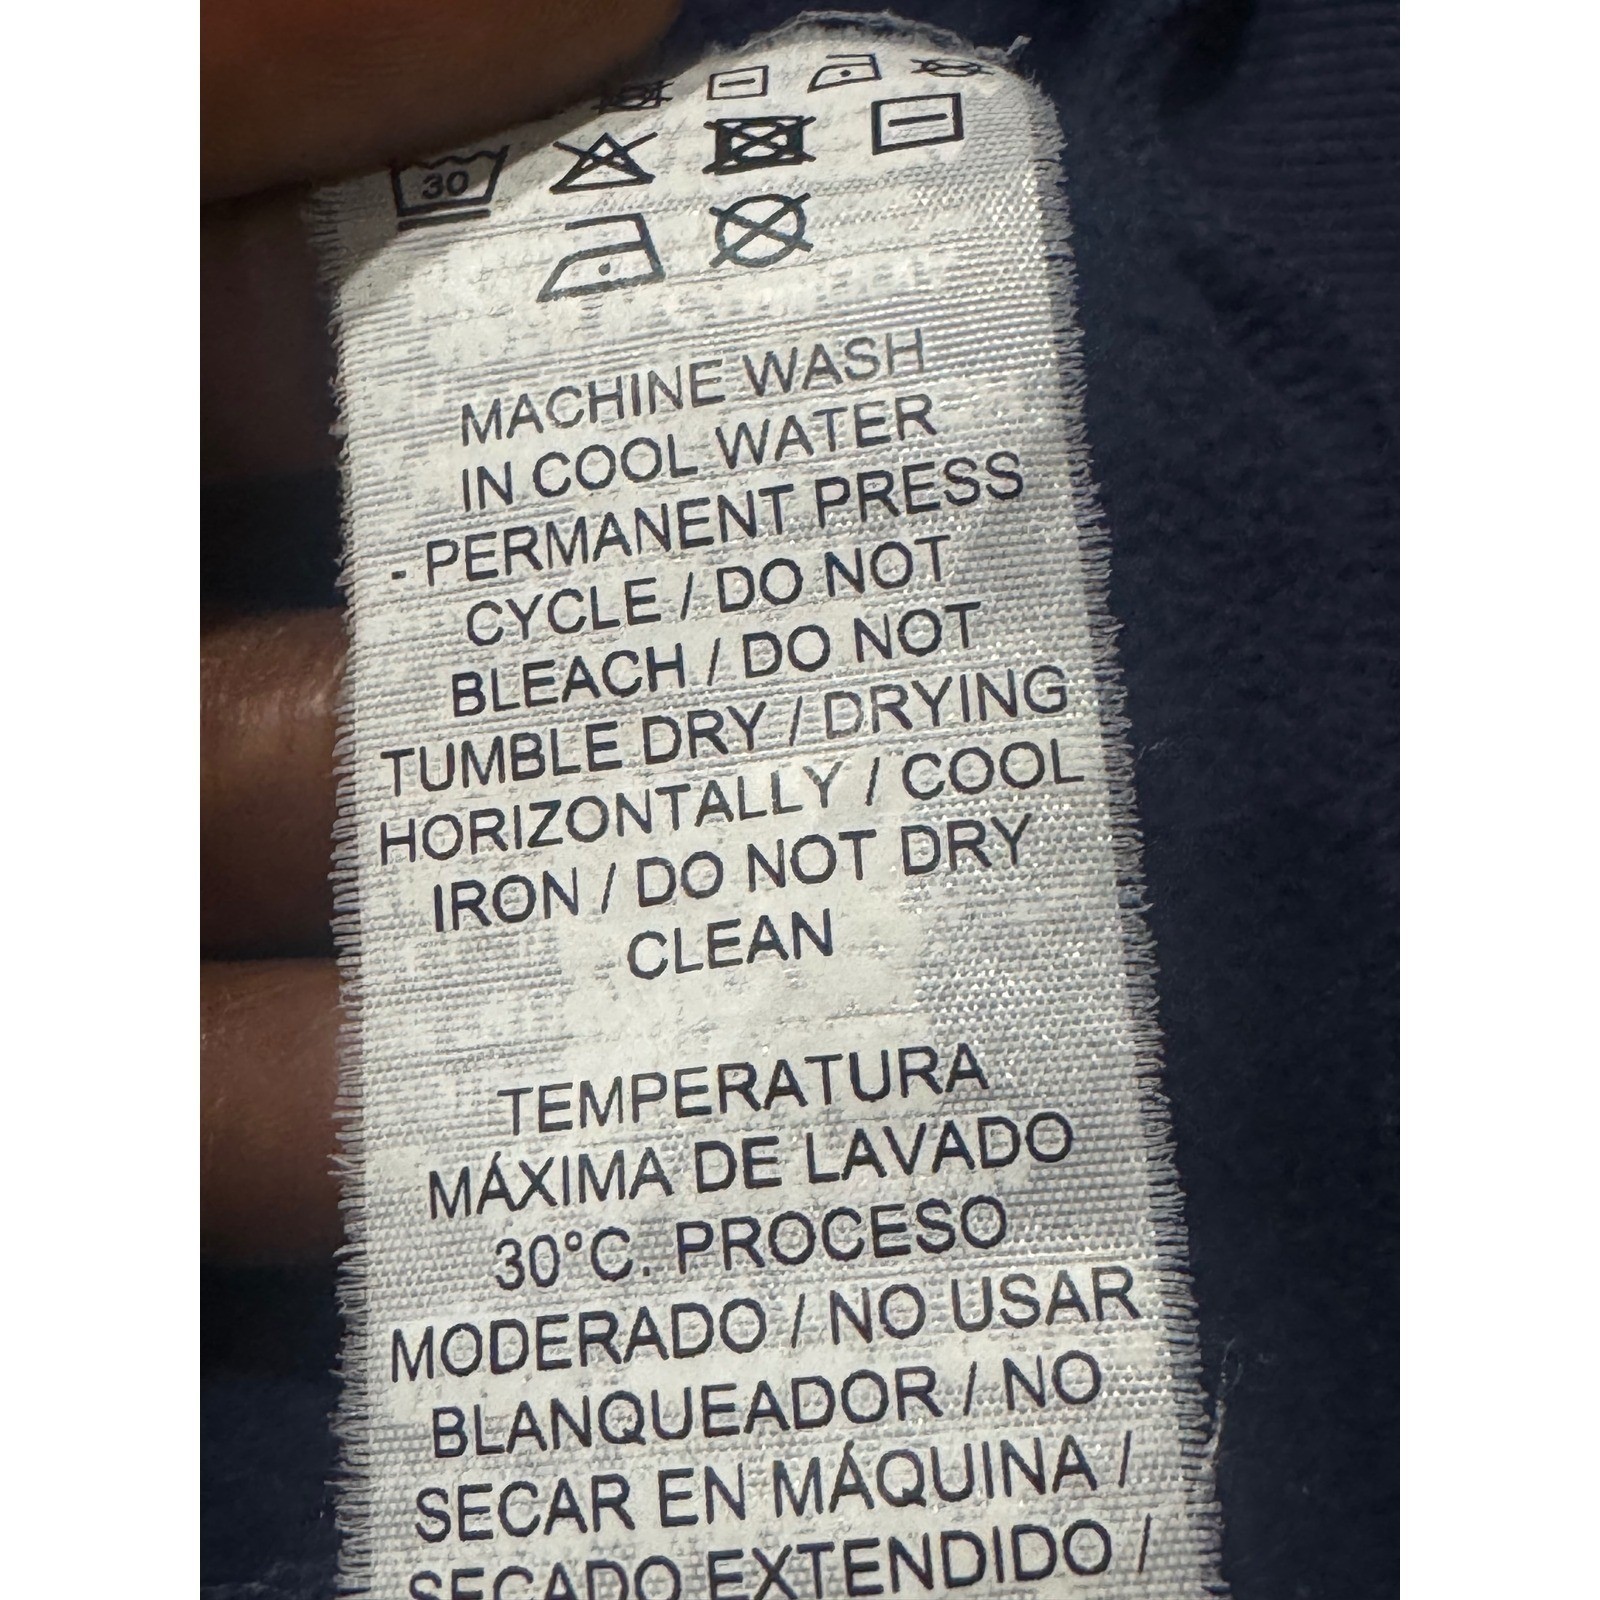 30
MACHINE WASH
IN COOL WATER
- PERMANENT PRESS
CYCLE / DO NOT
BLEACH / DO NOT
TUMBLE DRY / DRYING
HORIZONTALLY / COOL
IRON / DO NOT DRY
CLEAN
TEMPERATURA
MÁXIMA DE LAVADO
30°C. PROCESO
MODERADO / NO USAR
BLANQUEADOR / NO
SECAR EN MÁQUINA /
SECADO EXTENDIDO /